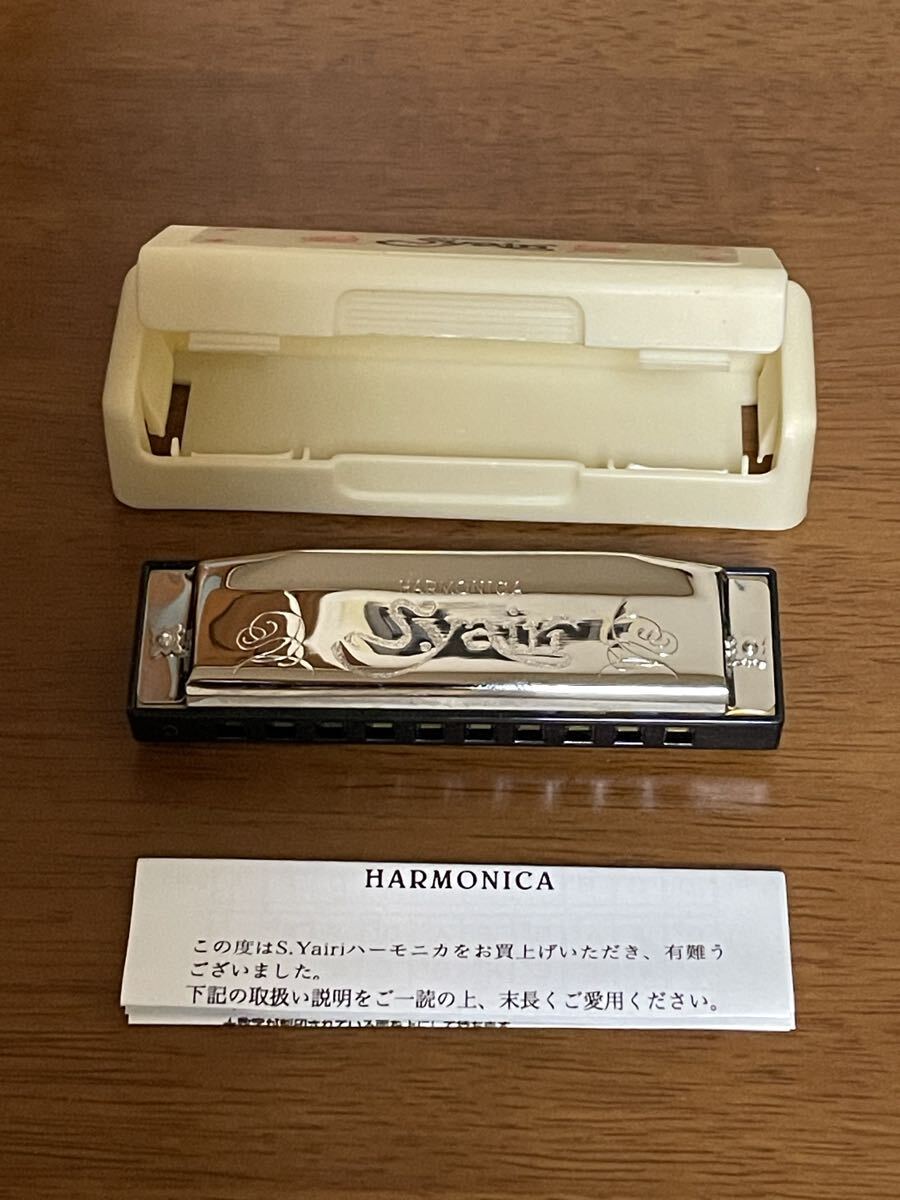 S.Yairi
HARMONICA
S.Yairi
HARMONICA
この度はS.Yairiハーモニカをお買上げいただき、有難う
ございました。
下記の取扱い説明をご一読の上、末長くご愛用ください。